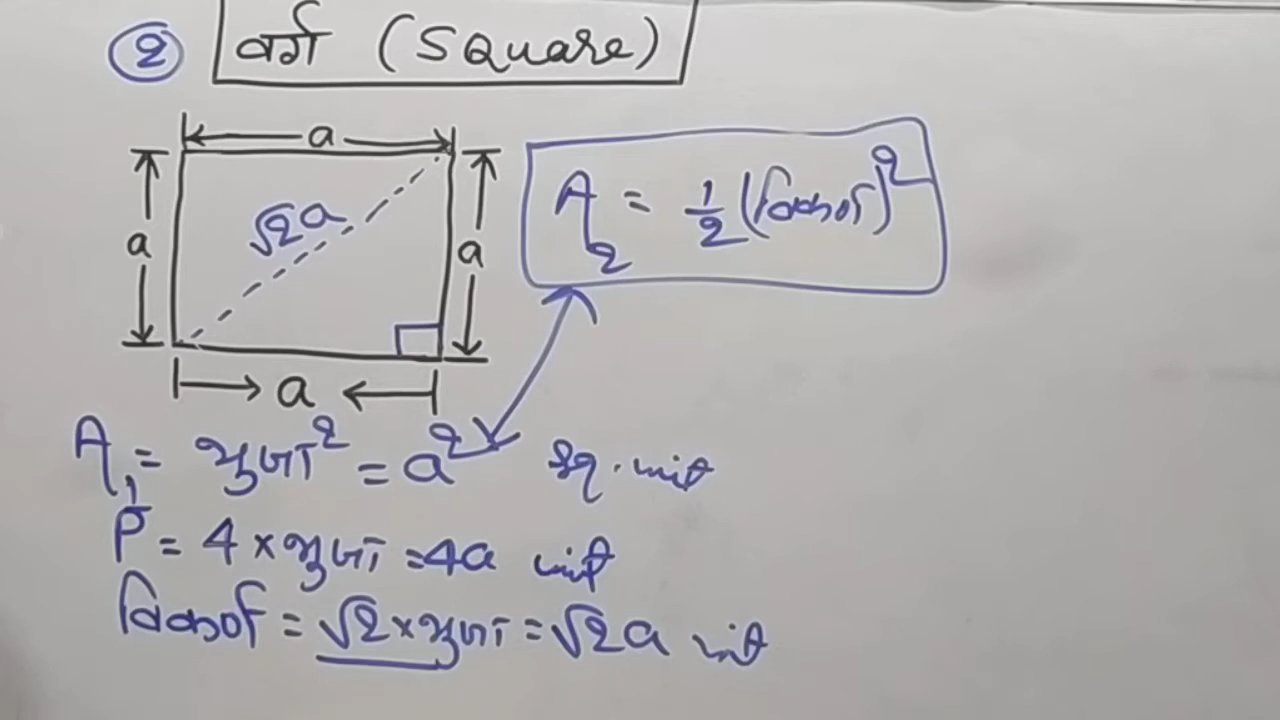 2 वर्ग (Square)
a
a √2a a
a
A₂ = 1/2 (विकर्ण)²
A₁ = भुजा² = a² sq. unit
P = 4 × भुजा = 4a unit
विकर्ण = √2 × भुजा = √2a unit